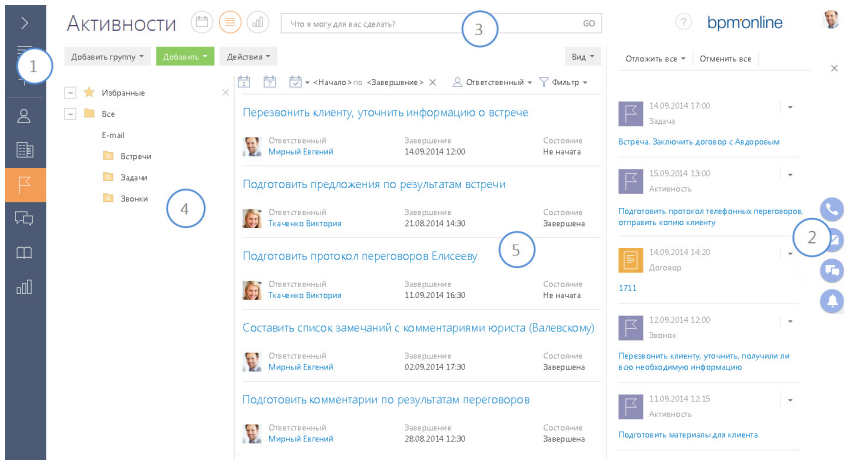 Активности
Что я могу для вас сделать?
GO
3
?
bpm'online
1
Добавить группу
Добавить
Действия
Вид
Отложить все
Отменить все
<Начало> по <Завершение>
Ответственный
Фильтр
Избранные
Все
E-mail
Встречи
Задачи
Звонки
4
Перезвонить клиенту, уточнить информацию о встрече
Ответственный Завершение Состояние
Мирный Евгений 14.09.2014 12:00 Не начата
Подготовить предложения по результатам встречи
Ответственный Завершение Состояние
Ткаченко Виктория 21.08.2014 14:30 Завершена
5
Подготовить протокол переговоров Елисееву
Ответственный Завершение Состояние
Ткаченко Виктория 11.09.2014 16:30 Не начата
Составить список замечаний с комментариями юриста (Валевскому)
Ответственный Завершение Состояние
Мирный Евгений 02.09.2014 17:30 Завершена
Подготовить комментарии по результатам переговоров
Ответственный Завершение Состояние
Мирный Евгений 28.08.2014 12:30 Завершена
14.09.2014 17:00
Задача
Встреча. Заключить договор с Авдоровым
15.09.2014 13:00
Активность
Подготовить протокол телефонных переговоров,
отправить копию клиенту
2
14.09.2014 14:20
Договор
1711
12.09.2014 12:00
Звонок
Перезвонить клиенту, уточнить, получили ли
всю необходимую информацию
11.09.2014 12:15
Активность
Подготовить материалы для клиента